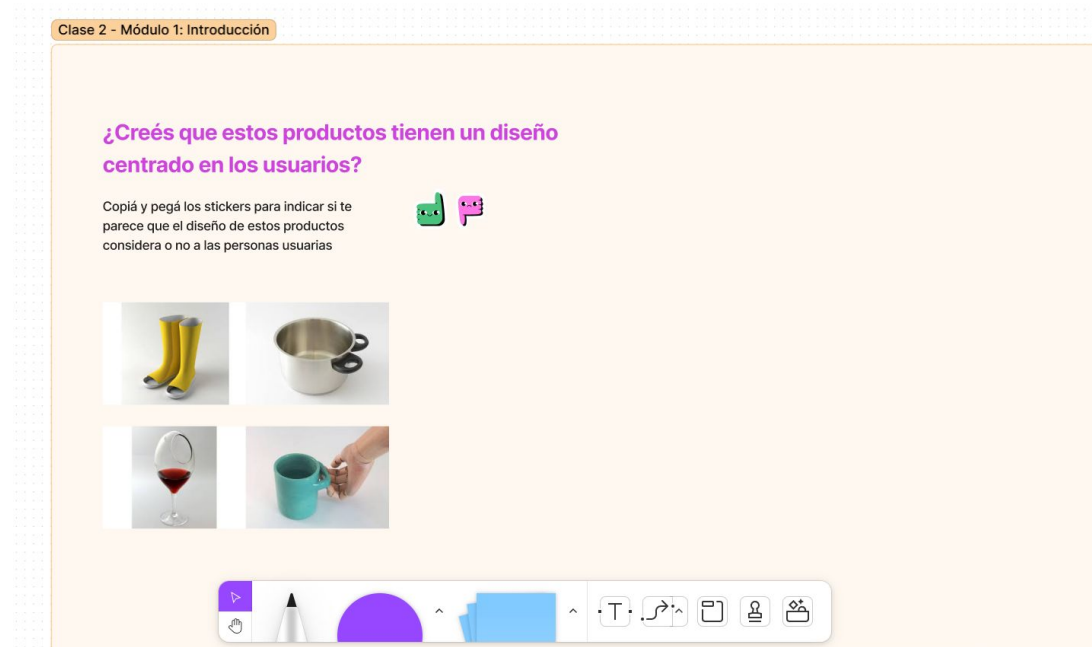 Clase 2 - Módulo 1: Introducción
¿Creés que estos productos tienen un diseño
centrado en los usuarios?
Copiá y pegá los stickers para indicar si te
parece que el diseño de estos productos
considera o no a las personas usuarias